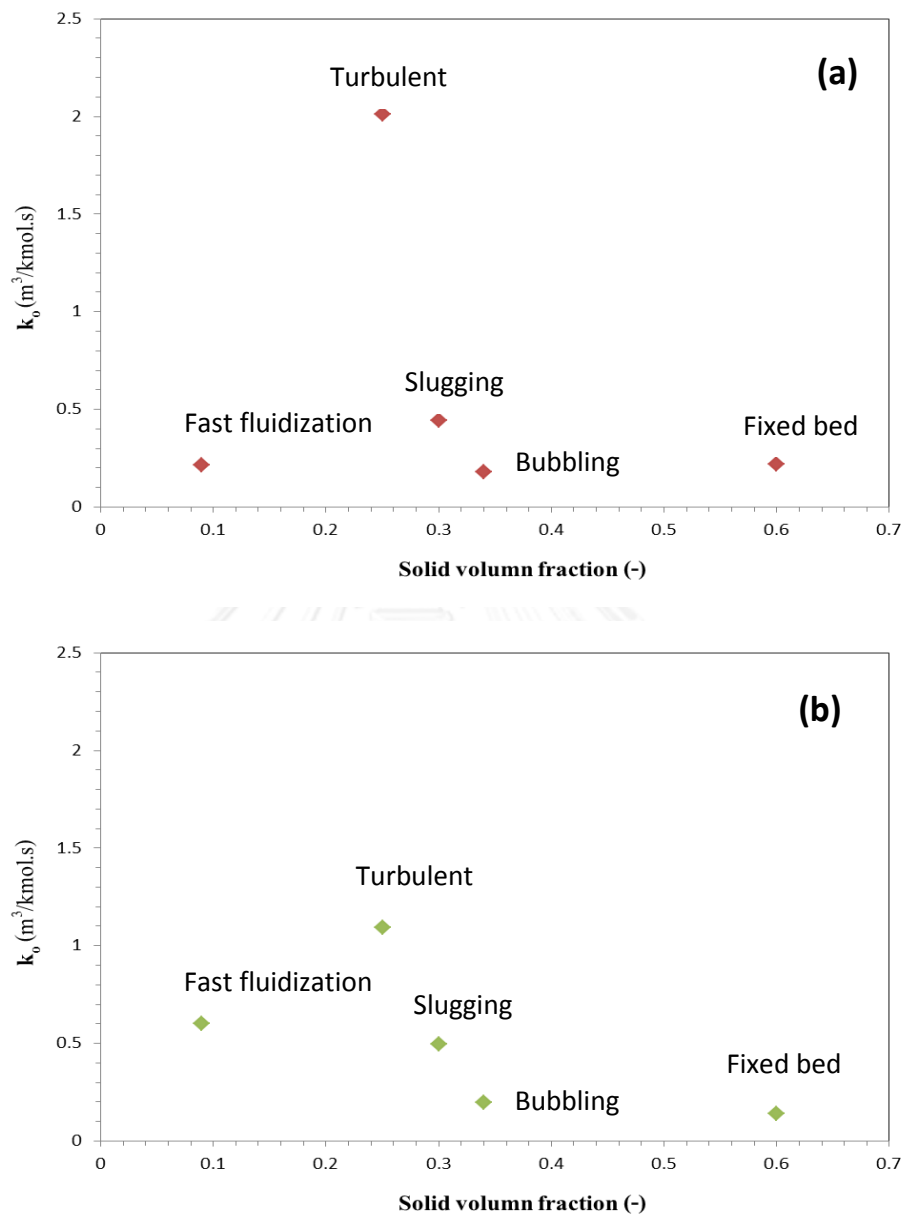 2.5
(a)
Turbulent
2
1.5
kₒ (m³/kmol.s)
1
Slugging
0.5
Fast fluidization
Fixed bed
Bubbling
0
0 0.1 0.2 0.3 0.4 0.5 0.6 0.7
Solid volumn fraction (-)
2.5
(b)
2
1.5
Turbulent
kₒ (m³/kmol.s)
1
Fast fluidization
Slugging
0.5
Fixed bed
Bubbling
0
0 0.1 0.2 0.3 0.4 0.5 0.6 0.7
Solid volumn fraction (-)